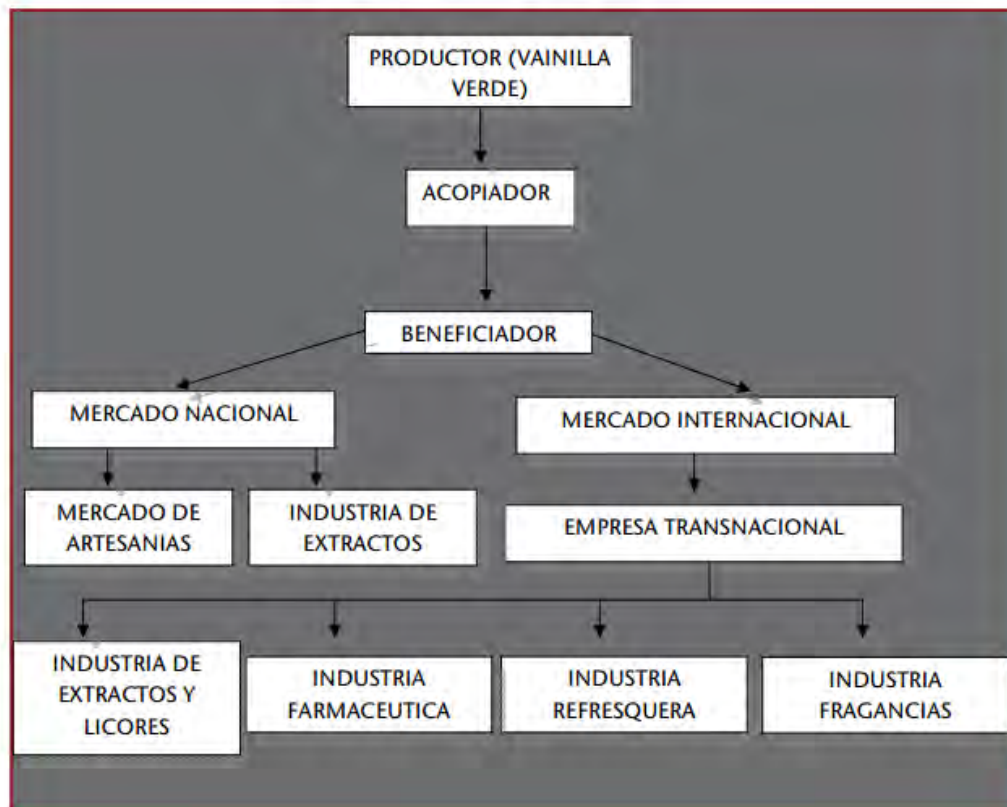 PRODUCTOR (VAINILLA
VERDE)
ACOPIADOR
BENEFICIADOR
MERCADO NACIONAL
MERCADO INTERNACIONAL
MERCADO DE
ARTESANIAS
INDUSTRIA DE
EXTRACTOS
EMPRESA TRANSNACIONAL
INDUSTRIA DE
EXTRACTOS Y
LICORES
INDUSTRIA
FARMACEUTICA
INDUSTRIA
REFRESQUERA
INDUSTRIA
FRAGANCIAS